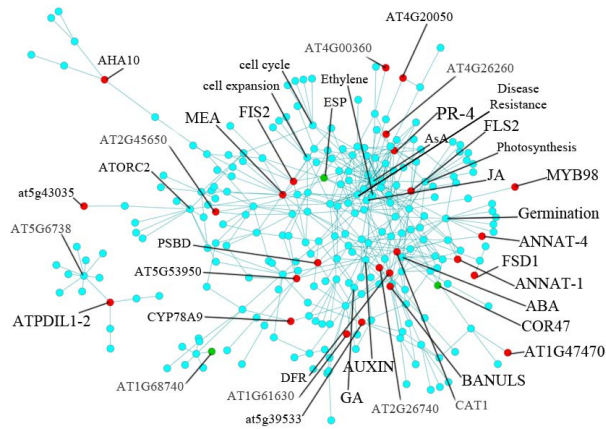 AT4G20050
AT4G00360
AHA10
cell cycle
AT4G26260
cell expansion
Ethylene
Disease
Resistance
ESP
MEA
FIS2
PR-4
FLS2
AT2G45650
AsA
Photosynthesis
ATORC2
JA
MYB98
at5g43035
Germination
AT5G6738
ANNAT-4
PSBD
FSD1
AT5G53950
ANNAT-1
ABA
ATPDIL1-2
CYP78A9
COR47
AT1G47470
AUXIN
DFR
BANULS
AT1G68740
AT1G61630
GA
AT2G26740
CAT1
at5g39533